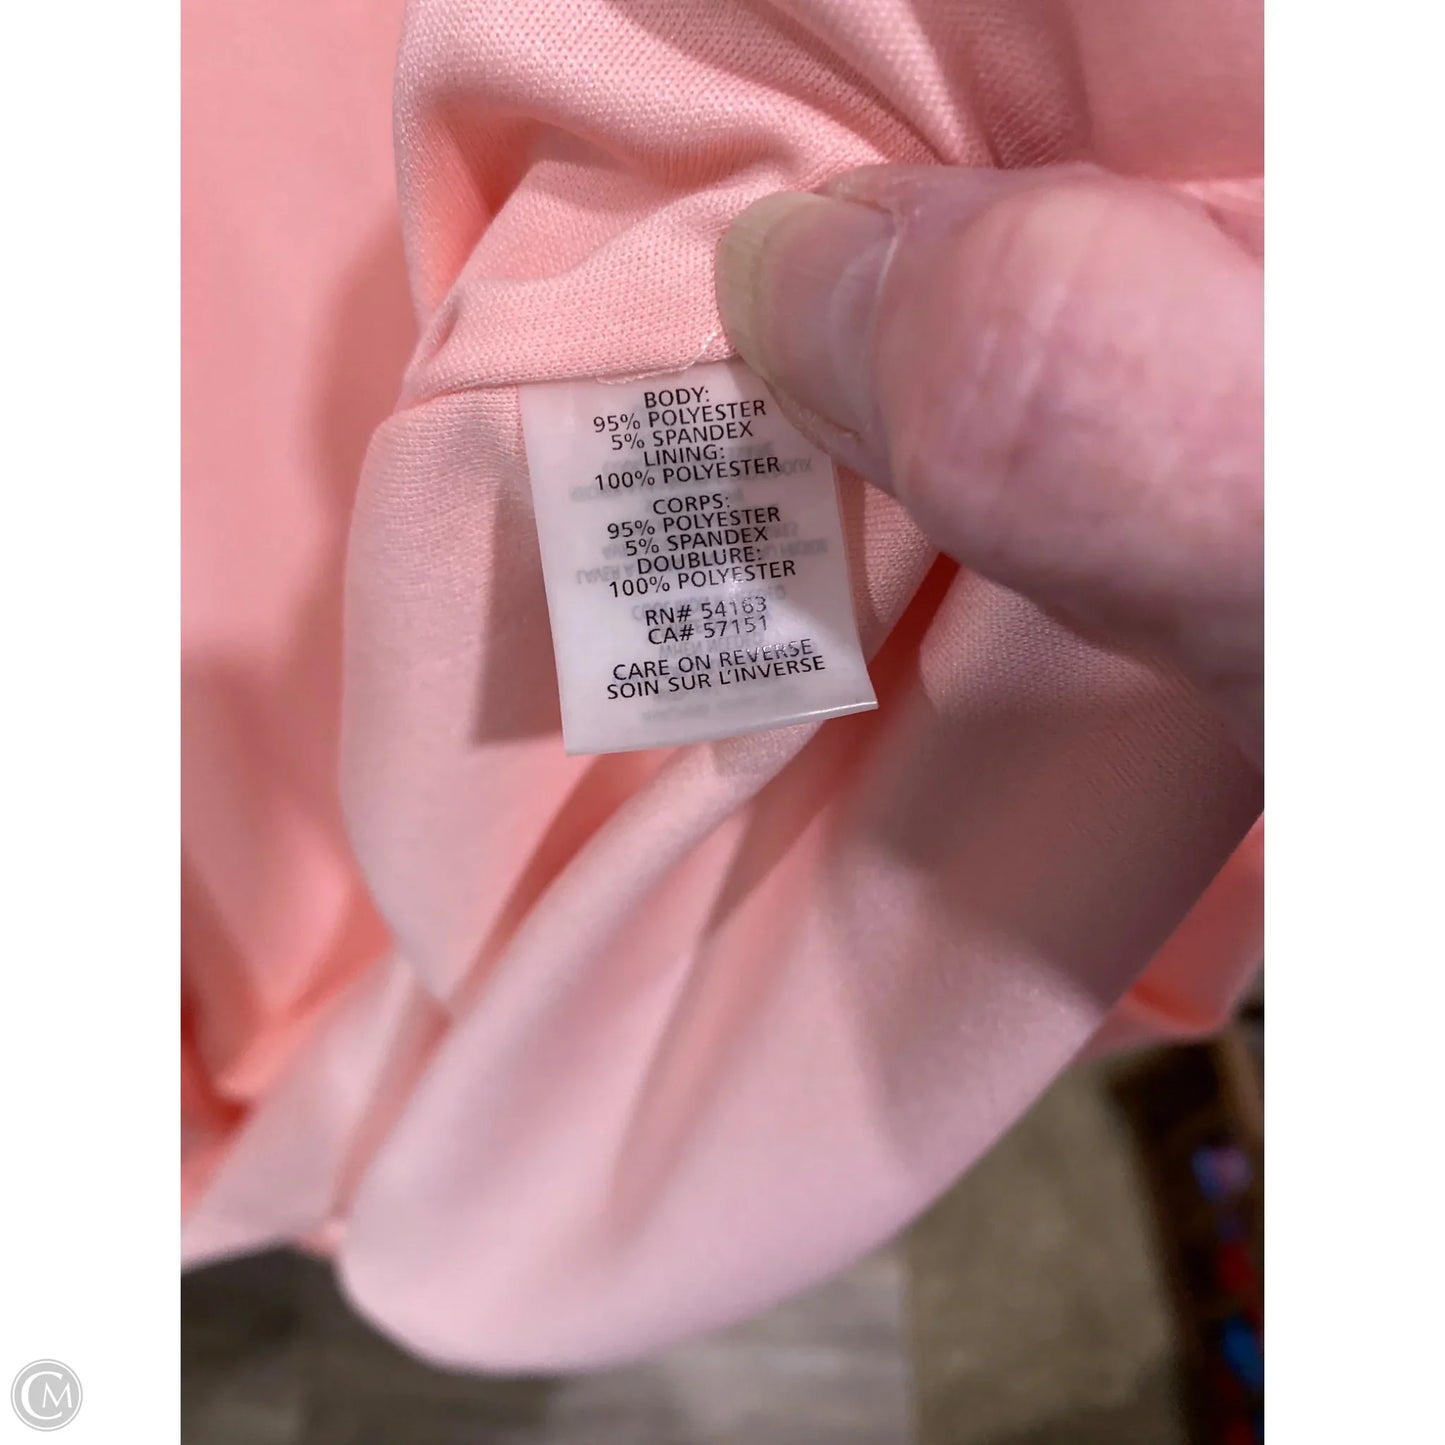 BODY:
95% POLYESTER
5% SPANDEX
LINING:
100% POLYESTER
CORPS:
95% POLYESTER
5% SPANDEX
DOUBLURE:
100% POLYESTER
RN# 54163
CA# 57151
CARE ON REVERSE
SOIN SUR L'INVERSE
CM